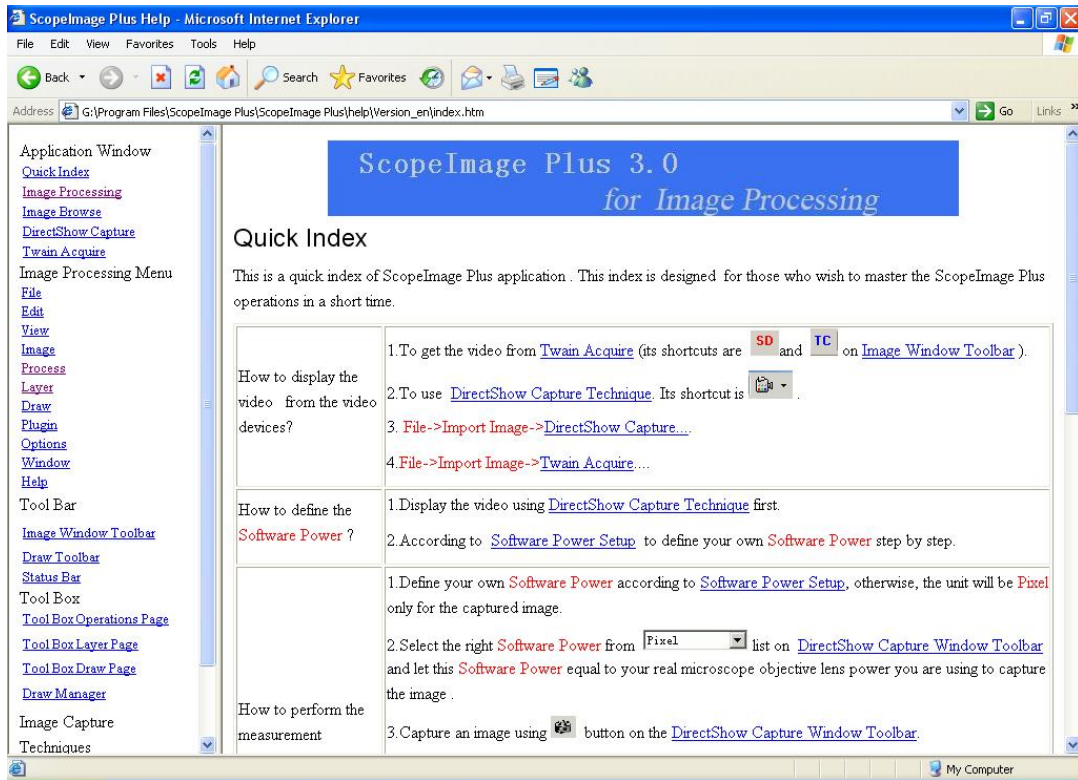 ScopeImage Plus Help - Microsoft Internet Explorer
File Edit View Favorites Tools Help
Back Search Favorites
Address G:\Program Files\ScopeImage Plus\ScopeImage Plus\help\Version_en\index.htm Go Links »
Application Window
Quick Index
Image Processing
Image Browse
DirectShow Capture
Twain Acquire
Image Processing Menu
File
Edit
View
Image
Process
Layer
Draw
Plugin
Options
Window
Help
Tool Bar
Image Window Toolbar
Draw Toolbar
Status Bar
Tool Box
Tool Box Operations Page
Tool Box Layer Page
Tool Box Draw Page
Draw Manager
Image Capture
Techniques
ScopeImage Plus 3.0
for Image Processing
Quick Index
This is a quick index of ScopeImage Plus application . This index is designed for those who wish to master the ScopeImage Plus
operations in a short time.
How to display the
video from the video
devices?
1.To get the video from Twain Acquire (its shortcuts are SD and TC on Image Window Toolbar ).
2.To use DirectShow Capture Technique. Its shortcut is .
3. File->Import Image->DirectShow Capture....
4.File->Import Image->Twain Acquire....
How to define the
Software Power ?
1.Display the video using DirectShow Capture Technique first.
2.According to Software Power Setup to define your own Software Power step by step.
How to perform the
measurement
1.Define your own Software Power according to Software Power Setup, otherwise, the unit will be Pixel
only for the captured image.
2.Select the right Software Power from Pixel list on DirectShow Capture Window Toolbar
and let this Software Power equal to your real microscope objective lens power you are using to capture
the image .
3.Capture an image using button on the DirectShow Capture Window Toolbar.
My Computer